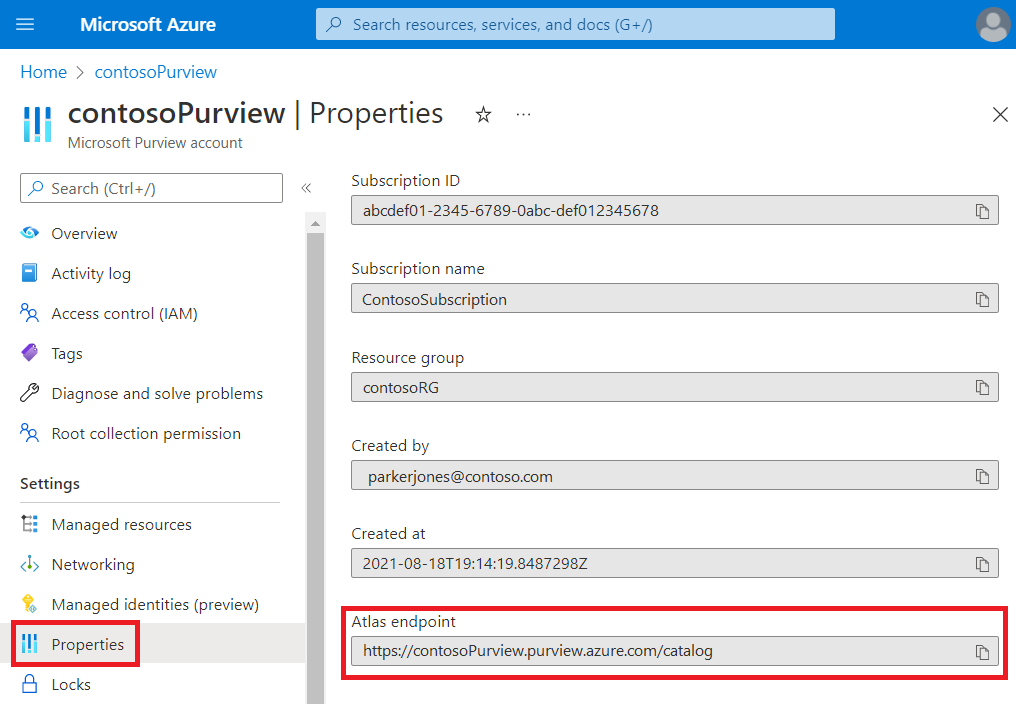 Microsoft Azure
Search resources, services, and docs (G+/)
Home > contosoPurview
contosoPurview | Properties
Microsoft Purview account
Search (Ctrl+/)
Overview
Activity log
Access control (IAM)
Tags
Diagnose and solve problems
Root collection permission
Settings
Managed resources
Networking
Managed identities (preview)
Properties
Locks
Subscription ID
abcdef01-2345-6789-0abc-def012345678
Subscription name
ContosoSubscription
Resource group
contosoRG
Created by
parkerjones@contoso.com
Created at
2021-08-18T19:14:19.8487298Z
Atlas endpoint
https://contosoPurview.purview.azure.com/catalog